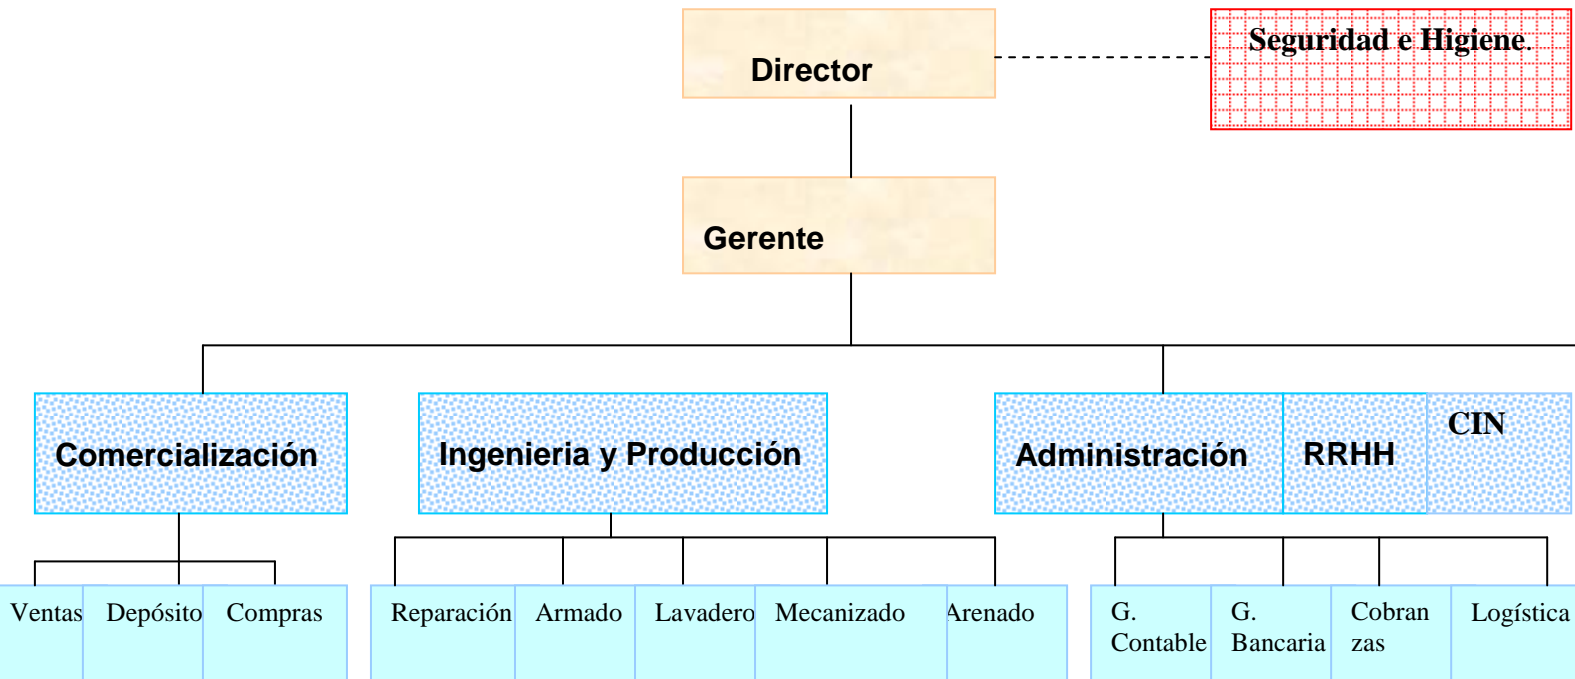 Director
Seguridad e Higiene.
Gerente
Comercialización
Ingenieria y Producción
Administración
RRHH
CIN
Ventas
Depósito
Compras
Reparación
Armado
Lavadero
Mecanizado
Arenado
G.
Contable
G.
Bancaria
Cobran
zas
Logística